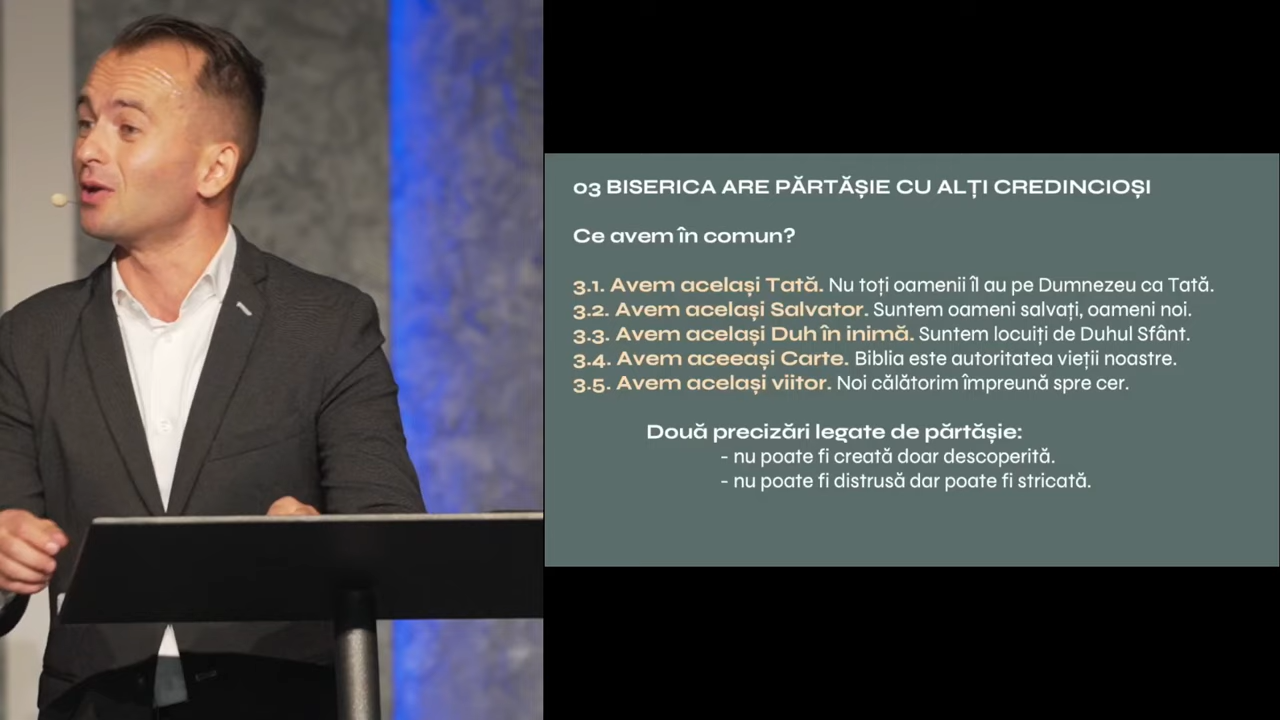 03 BISERICA ARE PĂRTĂȘIE CU ALȚI CREDINCIOȘI
Ce avem în comun?
3.1. Avem același Tată. Nu toți oamenii îl au pe Dumnezeu ca Tată.
3.2. Avem același Salvator. Suntem oameni salvați, oameni noi.
3.3. Avem același Duh în inimă. Suntem locuiți de Duhul Sfânt.
3.4. Avem aceeași Carte. Biblia este autoritatea vieții noastre.
3.5. Avem același viitor. Noi călătorim împreună spre cer.
Două precizări legate de părtășie:
- nu poate fi creată doar descoperită.
- nu poate fi distrusă dar poate fi stricată.